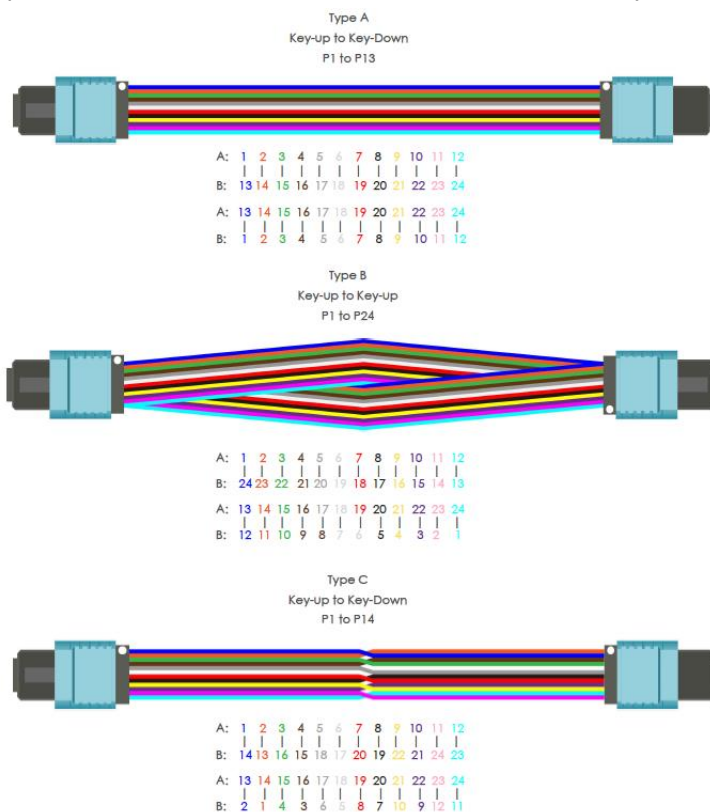 Type A
Key-up to Key-Down
P1 to P13
A: 1 2 3 4 5 6 7 8 9 10 11 12
B: 13 14 15 16 17 18 19 20 21 22 23 24
A: 13 14 15 16 17 18 19 20 21 22 23 24
B: 1 2 3 4 5 6 7 8 9 10 11 12
Type B
Key-up to Key-up
P1 to P24
A: 1 2 3 4 5 6 7 8 9 10 11 12
B: 24 23 22 21 20 19 18 17 16 15 14 13
A: 13 14 15 16 17 18 19 20 21 22 23 24
B: 12 11 10 9 8 7 6 5 4 3 2 1
Type C
Key-up to Key-Down
P1 to P14
A: 1 2 3 4 5 6 7 8 9 10 11 12
B: 14 13 16 15 18 17 20 19 22 21 24 23
A: 13 14 15 16 17 18 19 20 21 22 23 24
B: 2 1 4 3 6 5 8 7 10 9 12 11